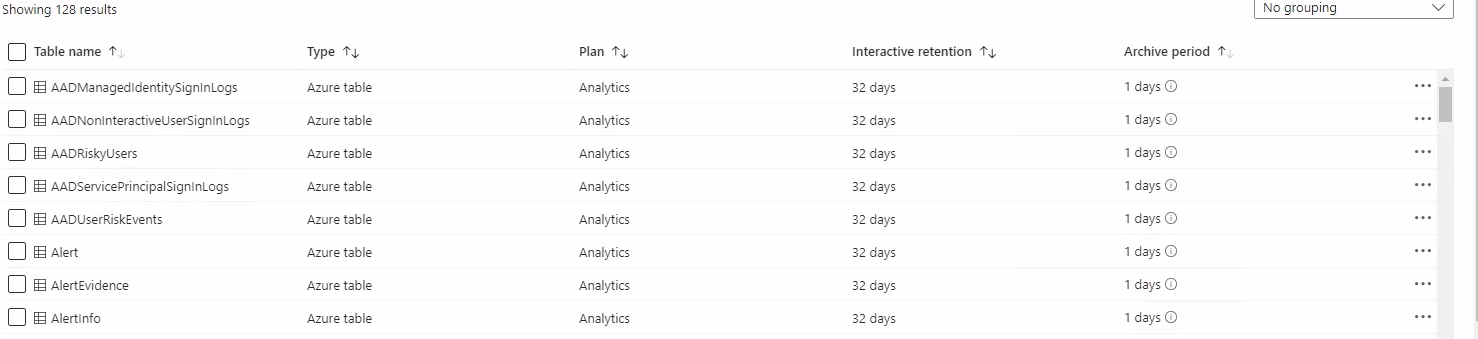 Showing 128 results
No grouping
Table name Type Plan Interactive retention Archive period
AADManagedIdentitySignInLogs Azure table Analytics 32 days 1 days
AADNonInteractiveUserSignInLogs Azure table Analytics 32 days 1 days
AADRiskyUsers Azure table Analytics 32 days 1 days
AADServicePrincipalSignInLogs Azure table Analytics 32 days 1 days
AADUserRiskEvents Azure table Analytics 32 days 1 days
Alert Azure table Analytics 32 days 1 days
AlertEvidence Azure table Analytics 32 days 1 days
AlertInfo Azure table Analytics 32 days 1 days